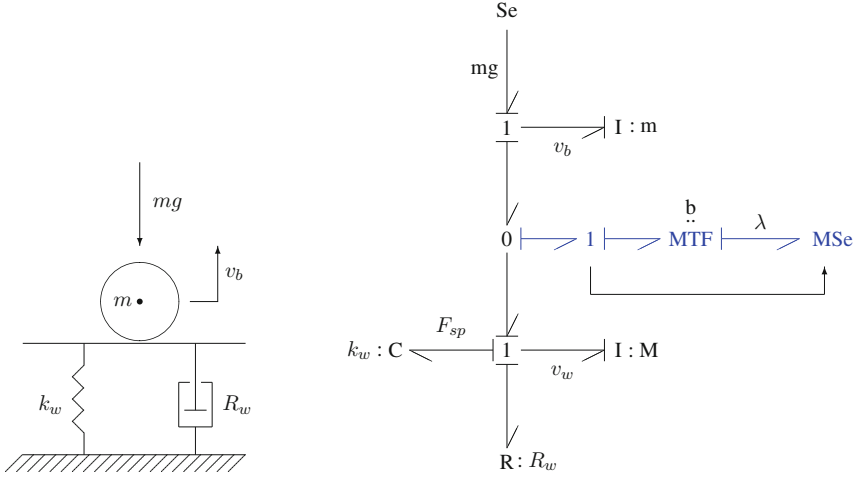 mg
v_b
m
k_w
R_w
Se
mg
1
I : m
v_b
0
1
b
..
MTF
λ
MSe
k_w : C
F_sp
1
I : M
v_w
R : R_w